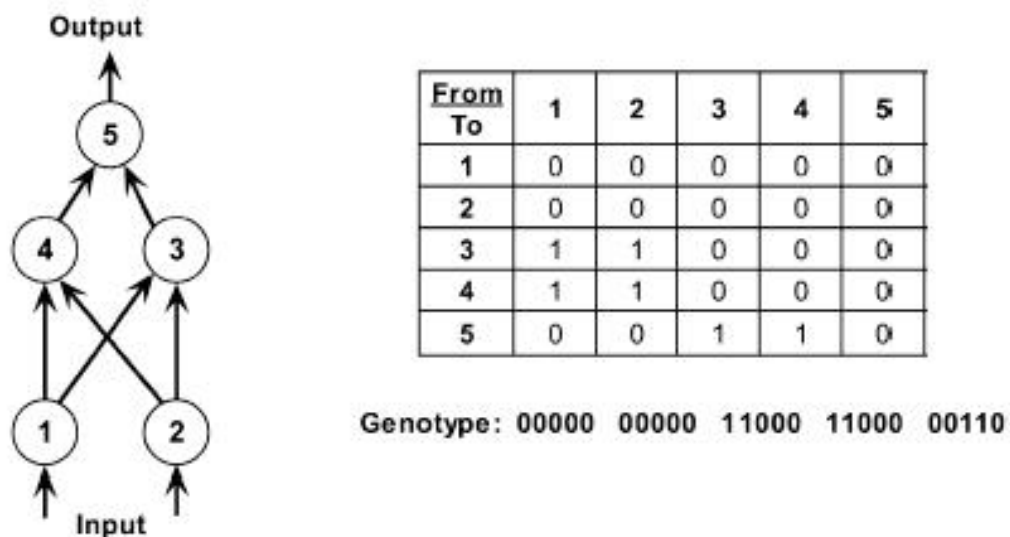 Output
5
4 3
1 2
Input
From
To 1 2 3 4 5
1 0 0 0 0 0
2 0 0 0 0 0
3 1 1 0 0 0
4 1 1 0 0 0
5 0 0 1 1 0
Genotype: 00000 00000 11000 11000 00110